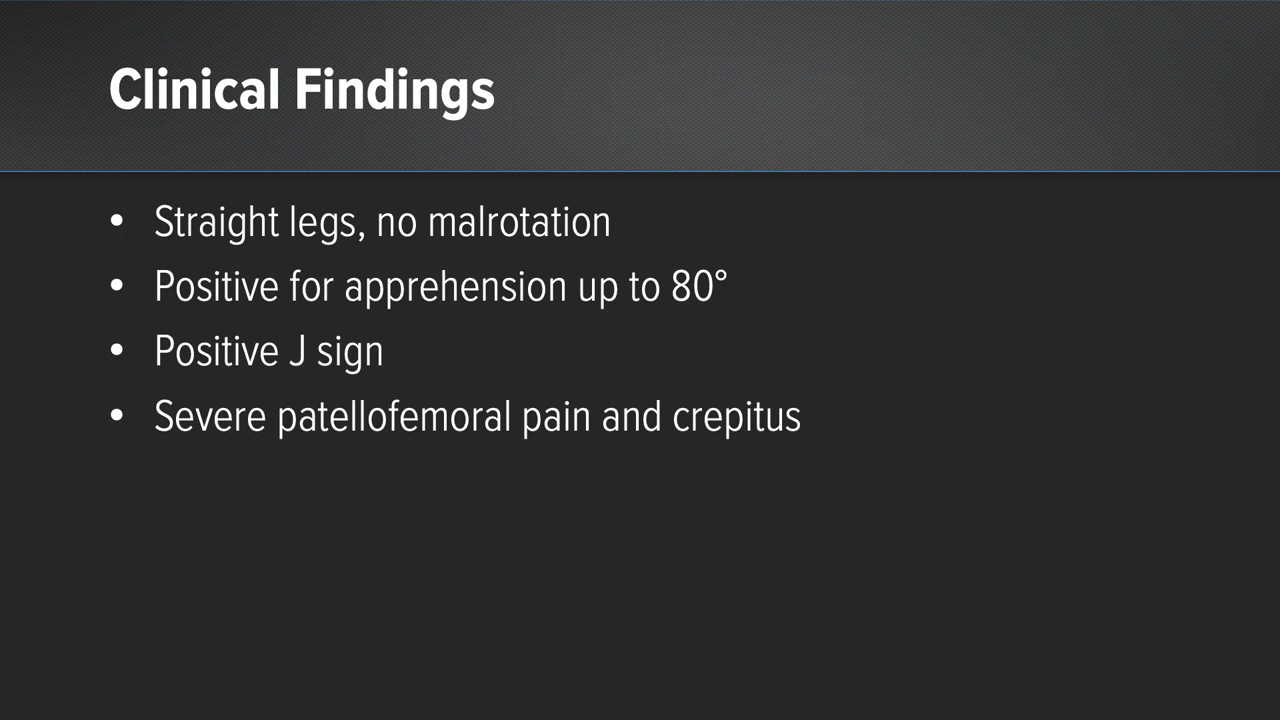 Clinical Findings
• Straight legs, no malrotation
• Positive for apprehension up to 80°
• Positive J sign
• Severe patellofemoral pain and crepitus